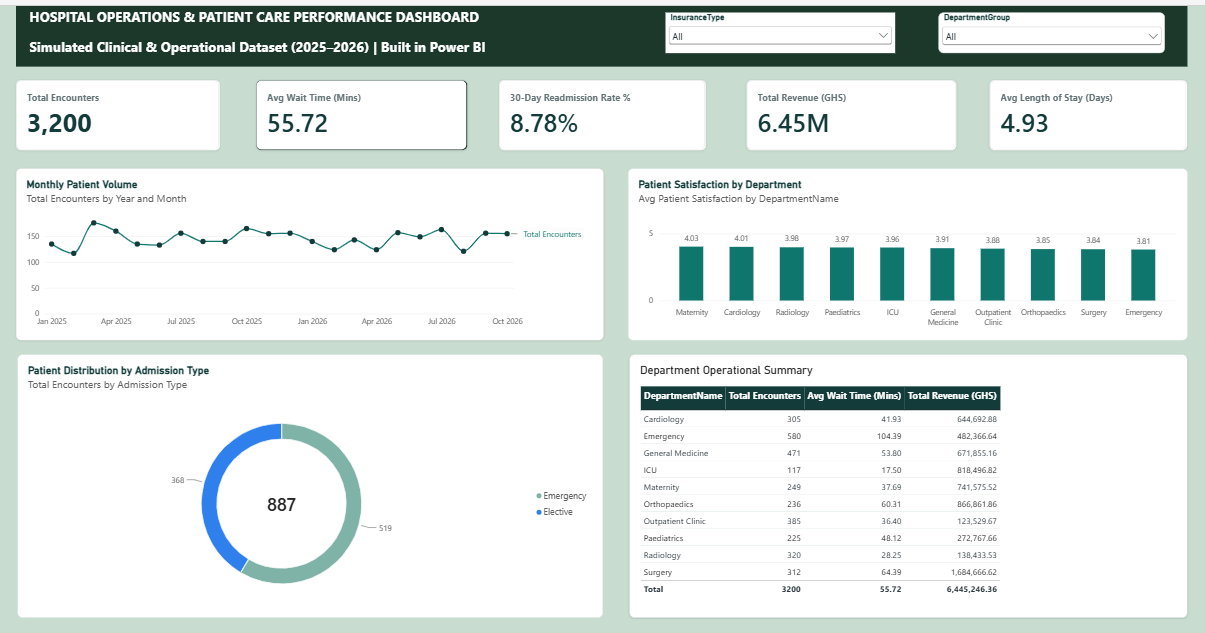 HOSPITAL OPERATIONS & PATIENT CARE PERFORMANCE DASHBOARD
Simulated Clinical & Operational Dataset (2025–2026) | Built in Power BI
InsuranceType
All
DepartmentGroup
All
Total Encounters
3,200
Avg Wait Time (Mins)
55.72
30-Day Readmission Rate %
8.78%
Total Revenue (GHS)
6.45M
Avg Length of Stay (Days)
4.93
Monthly Patient Volume
Total Encounters by Year and Month
150
100
50
0
Total Encounters
Jan 2025 Apr 2025 Jul 2025 Oct 2025 Jan 2026 Apr 2026 Jul 2026 Oct 2026
Patient Satisfaction by Department
Avg Patient Satisfaction by DepartmentName
5
0
4.03 4.01 3.98 3.97 3.96 3.91 3.88 3.85 3.84 3.81
Maternity Cardiology Radiology Paediatrics ICU General Medicine Outpatient Clinic Orthopaedics Surgery Emergency
Patient Distribution by Admission Type
Total Encounters by Admission Type
368
887
519
Emergency
Elective
Department Operational Summary
DepartmentName Total Encounters Avg Wait Time (Mins) Total Revenue (GHS)
Cardiology 305 41.93 644,692.88
Emergency 580 104.39 482,366.64
General Medicine 471 53.80 671,855.16
ICU 117 17.50 818,496.82
Maternity 249 37.69 741,575.52
Orthopaedics 236 60.31 866,861.86
Outpatient Clinic 385 36.40 123,529.67
Paediatrics 225 48.12 272,767.66
Radiology 320 28.25 138,433.53
Surgery 312 64.39 1,684,666.62
Total 3200 55.72 6,445,246.36